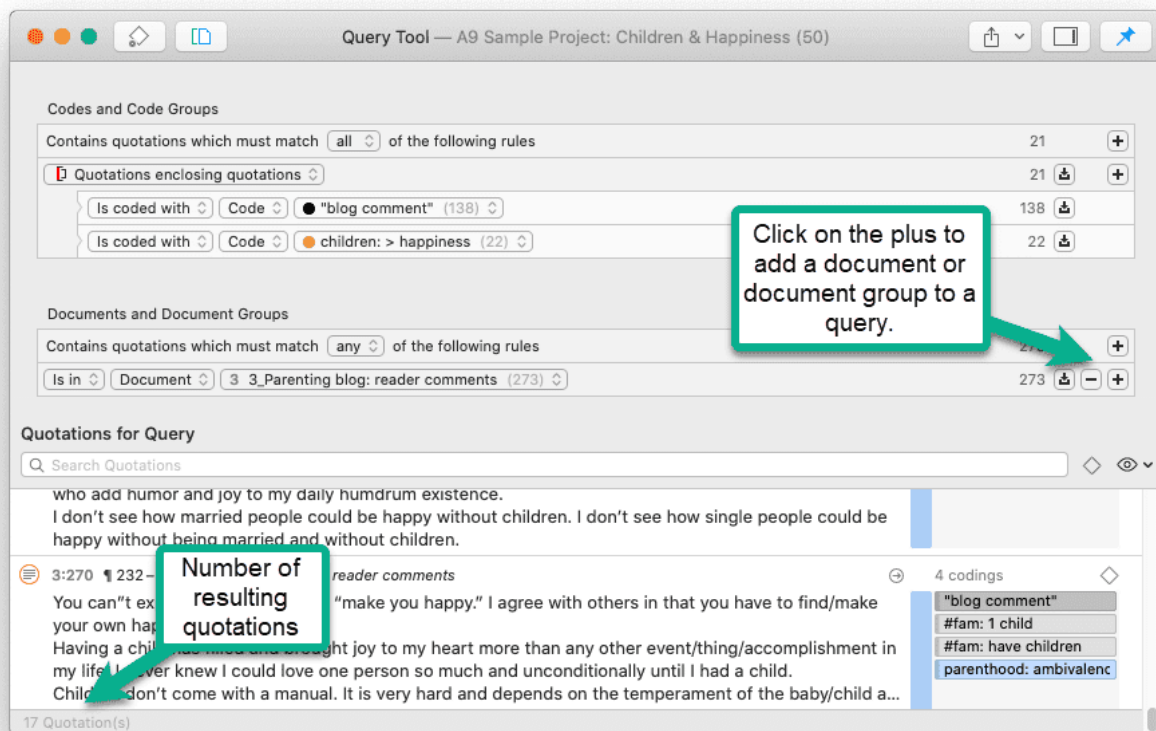 Query Tool — A9 Sample Project: Children & Happiness (50)
Codes and Code Groups
Contains quotations which must match all of the following rules 21
Quotations enclosing quotations 21
Is coded with Code "blog comment" (138) 138
Is coded with Code children: > happiness (22) 22
Click on the plus to
add a document or
document group to a
query.
Documents and Document Groups
Contains quotations which must match any of the following rules
Is in Document 3 3_Parenting blog: reader comments (273) 273
Quotations for Query
Search Quotations
who add humor and joy to my daily humdrum existence.
I don't see how married people could be happy without children. I don't see how single people could be
happy without being married and without children.
3:270 ¶ 232 – reader comments 4 codings
Number of
resulting
quotations
You can"t “make you happy.” I agree with others in that you have to find/make
your own
Having a joy to my heart more than any other event/thing/accomplishment in
my knew I could love one person so much and unconditionally until I had a child.
don't come with a manual. It is very hard and depends on the temperament of the baby/child a...
"blog comment"
#fam: 1 child
#fam: have children
parenthood: ambivalenc
17 Quotation(s)